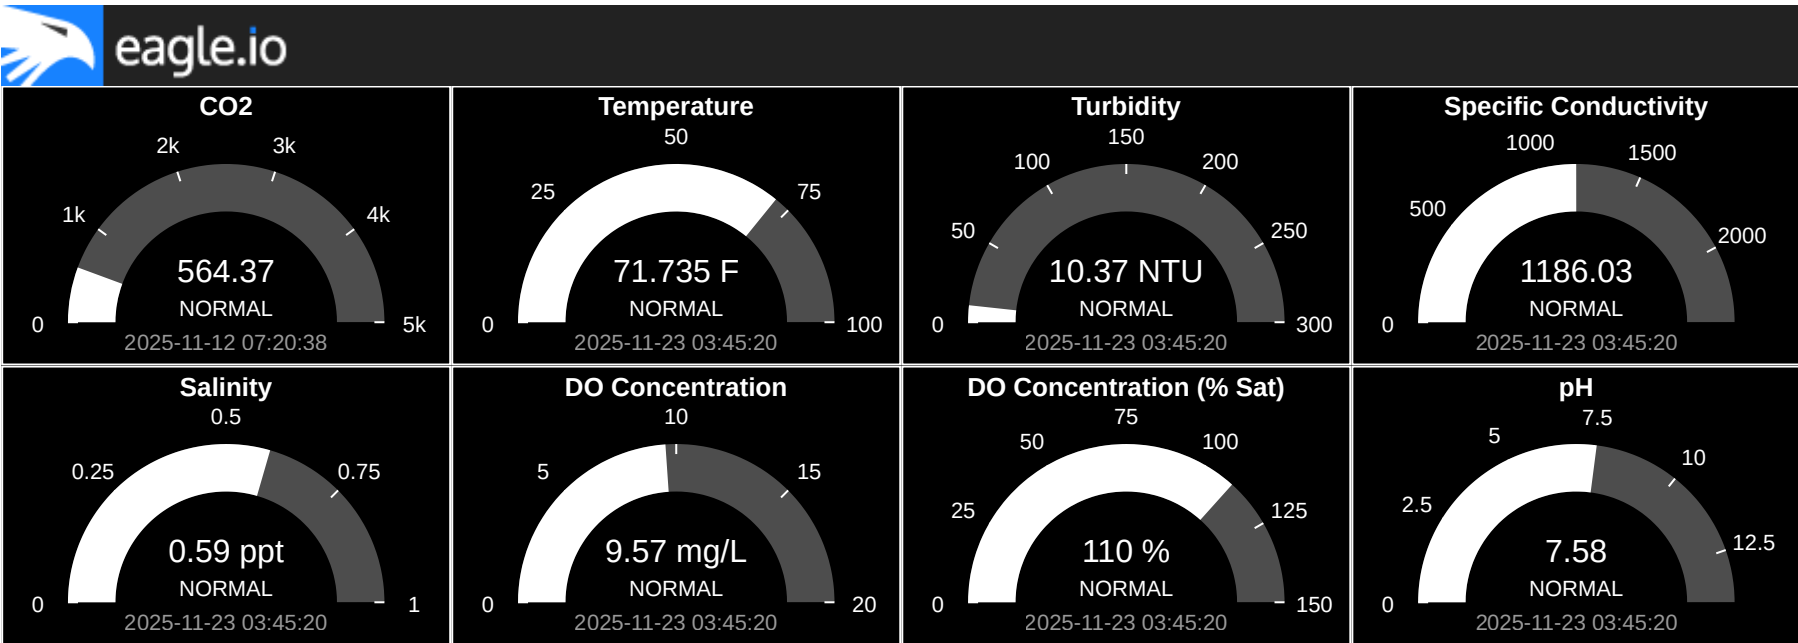 eagle.io
CO2
2k
3k
1k
4k
564.37
NORMAL
0
5k
2025-11-12 07:20:38
Temperature
50
25
75
71.735 F
NORMAL
0
100
2025-11-23 03:45:20
Turbidity
150
100
200
50
250
10.37 NTU
NORMAL
0
300
2025-11-23 03:45:20
Specific Conductivity
1000
1500
500
2000
1186.03
NORMAL
0
2025-11-23 03:45:20
Salinity
0.5
0.25
0.75
0.59 ppt
NORMAL
0
1
2025-11-23 03:45:20
DO Concentration
10
5
15
9.57 mg/L
NORMAL
0
20
2025-11-23 03:45:20
DO Concentration (% Sat)
75
50
100
25
125
110 %
NORMAL
0
150
2025-11-23 03:45:20
pH
7.5
5
10
2.5
12.5
7.58
NORMAL
0
2025-11-23 03:45:20